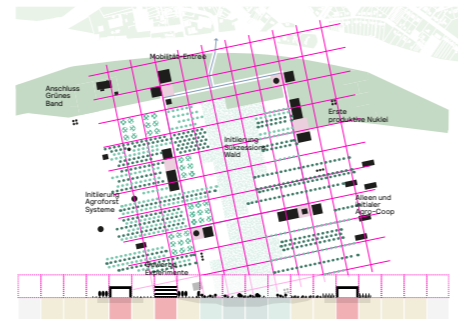 Mobilität-Entree
Anschluss
Grünes
Band
Erste
produktive Nuklei
Initiierung
Sukzessions
Wald
Initiierung
Agroforst
Systeme
Alleen und
initialer
Agro-Coop
Experimente